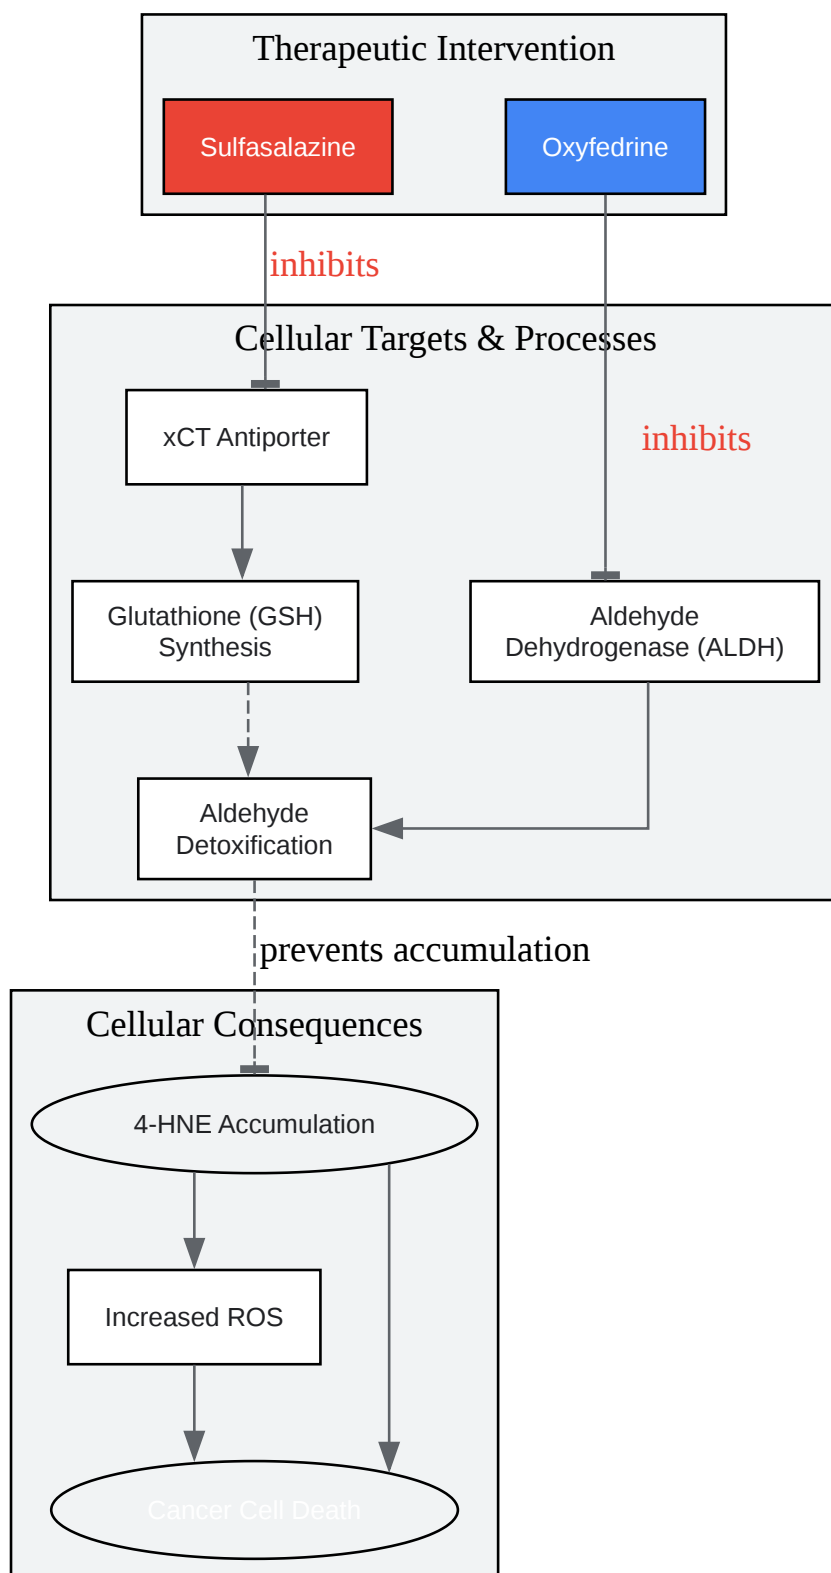 Therapeutic Intervention
Sulfasalazine
Oxyfedrine
inhibits
Cellular Targets & Processes
xCT Antiporter
inhibits
Glutathione (GSH)
Synthesis
Aldehyde
Dehydrogenase (ALDH)
Aldehyde
Detoxification
prevents accumulation
Cellular Consequences
4-HNE Accumulation
Increased ROS
Cancer Cell Death